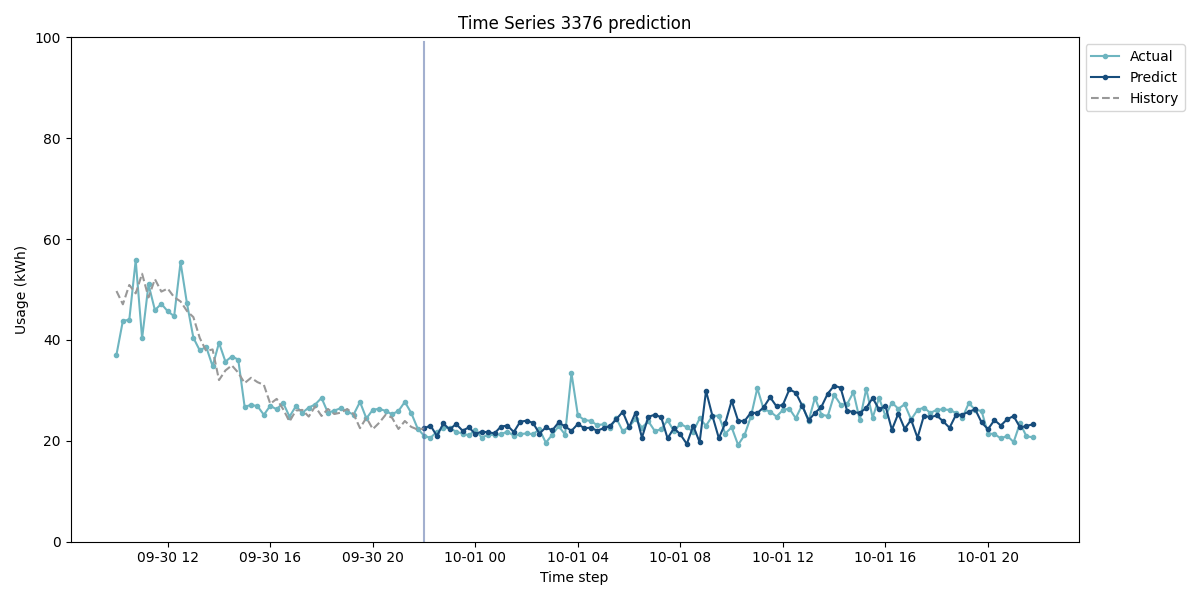 Time Series 3376 prediction
100
80
60
40
20
0
Usage (kWh)
09-30 12
09-30 16
09-30 20
10-01 00
10-01 04
10-01 08
10-01 12
10-01 16
10-01 20
Time step
Actual
Predict
History